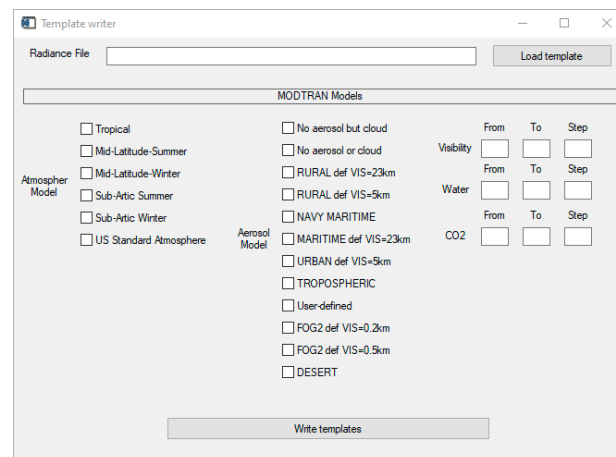 Template writer
Radiance File
Load template
MODTRAN Models
Atmospher
Model
Tropical
Mid-Latitude-Summer
Mid-Latitude-Winter
Sub-Artic Summer
Sub-Artic Winter
US Standard Atmosphere
Aerosol
Model
No aerosol but cloud
No aerosol or cloud
RURAL def VIS=23km
RURAL def VIS=5km
NAVY MARITIME
MARITIME def VIS=23km
URBAN def VIS=5km
TROPOSPHERIC
User-defined
FOG2 def VIS=0.2km
FOG2 def VIS=0.5km
DESERT
From To Step
Visibility
From To Step
Water
From To Step
CO2
Write templates